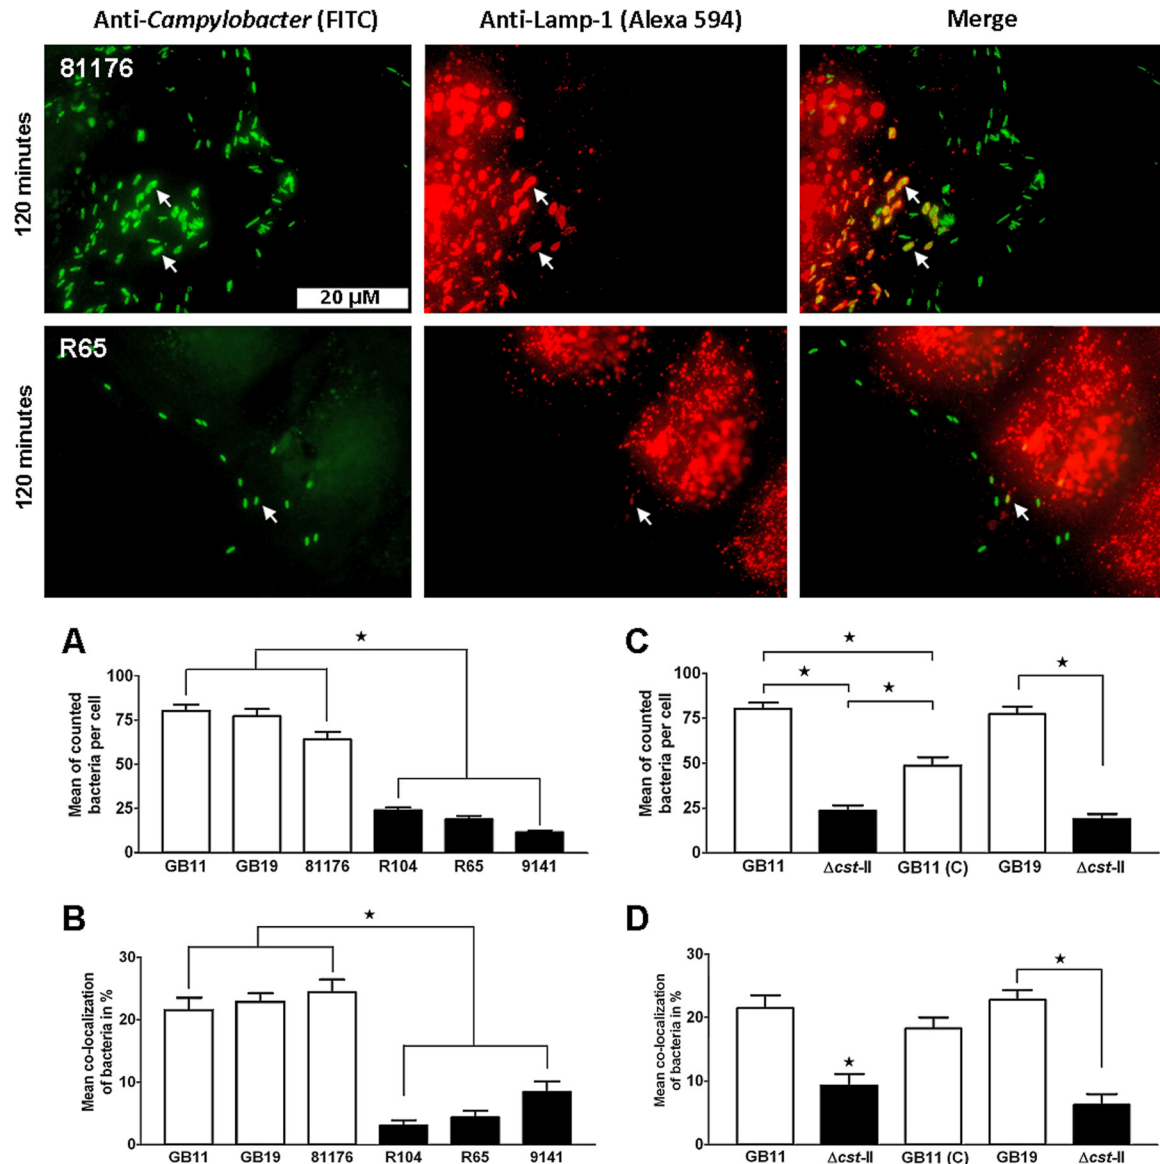 Anti-Campylobacter (FITC) Anti-Lamp-1 (Alexa 594) Merge
81176
120 minutes
20 µM
R65
120 minutes
A
★
Mean of counted
bacteria per cell
100
75
50
25
0
GB11 GB19 81176 R104 R65 9141
C
★
★ ★ ★
Mean of counted
bacteria per cell
100
75
50
25
0
GB11 Δcst-II GB11 (C) GB19 Δcst-II
B
★
Mean co-localization
of bacteria in %
30
20
10
0
GB11 GB19 81176 R104 R65 9141
D
★
★
Mean co-localization
of bacteria in %
30
20
10
0
GB11 Δcst-II GB11 (C) GB19 Δcst-II